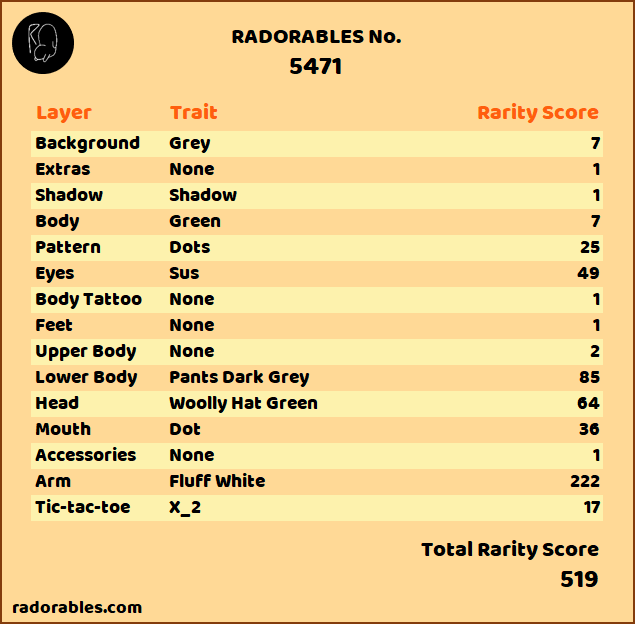 RADORABLES No.
5471
Layer Trait Rarity Score
Background Grey 7
Extras None 1
Shadow Shadow 1
Body Green 7
Pattern Dots 25
Eyes Sus 49
Body Tattoo None 1
Feet None 1
Upper Body None 2
Lower Body Pants Dark Grey 85
Head Woolly Hat Green 64
Mouth Dot 36
Accessories None 1
Arm Fluff White 222
Tic-tac-toe X_2 17
Total Rarity Score
519
radorables.com